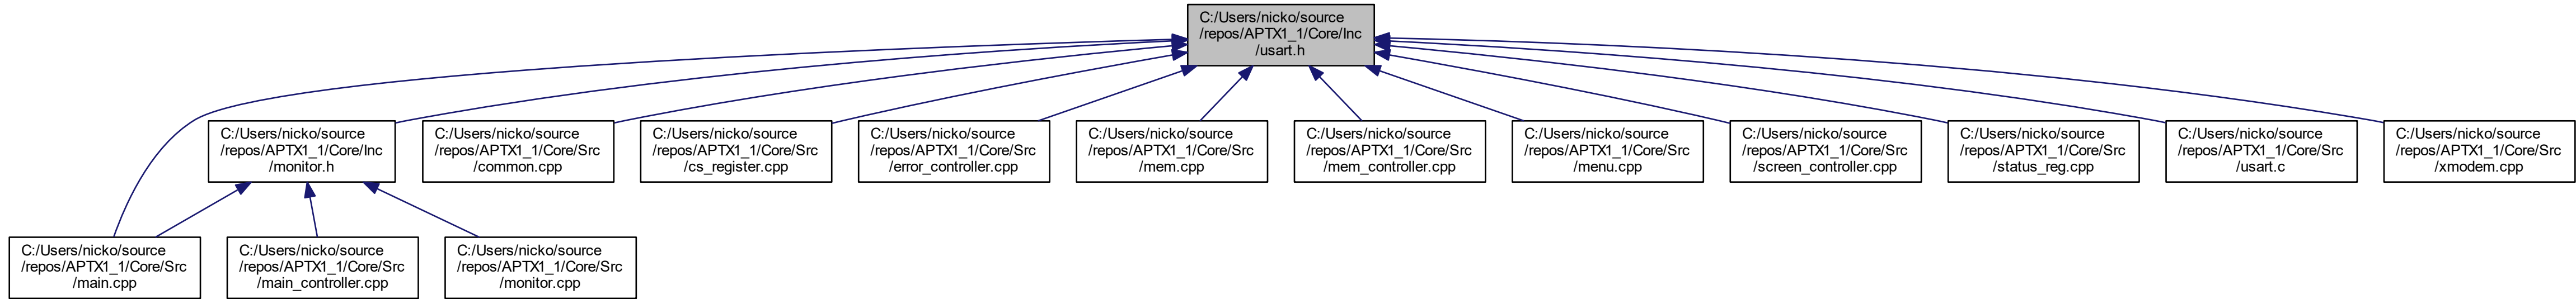 C:/Users/nicko/source
/repos/APTX1_1/Core/Inc
/usart.h
C:/Users/nicko/source
/repos/APTX1_1/Core/Inc
/monitor.h
C:/Users/nicko/source
/repos/APTX1_1/Core/Src
/common.cpp
C:/Users/nicko/source
/repos/APTX1_1/Core/Src
/cs_register.cpp
C:/Users/nicko/source
/repos/APTX1_1/Core/Src
/error_controller.cpp
C:/Users/nicko/source
/repos/APTX1_1/Core/Src
/mem.cpp
C:/Users/nicko/source
/repos/APTX1_1/Core/Src
/mem_controller.cpp
C:/Users/nicko/source
/repos/APTX1_1/Core/Src
/menu.cpp
C:/Users/nicko/source
/repos/APTX1_1/Core/Src
/screen_controller.cpp
C:/Users/nicko/source
/repos/APTX1_1/Core/Src
/status_reg.cpp
C:/Users/nicko/source
/repos/APTX1_1/Core/Src
/usart.c
C:/Users/nicko/source
/repos/APTX1_1/Core/Src
/xmodem.cpp
C:/Users/nicko/source
/repos/APTX1_1/Core/Src
/main.cpp
C:/Users/nicko/source
/repos/APTX1_1/Core/Src
/main_controller.cpp
C:/Users/nicko/source
/repos/APTX1_1/Core/Src
/monitor.cpp